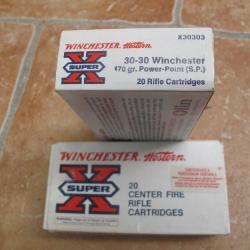 X30303
WINCHESTER Western
SUPER X
30-30 Winchester
170 gr. Power-Point (S.P.)
20 Rifle Cartridges
Olin
WINCHESTER Western
SUPER X
20
CENTER FIRE
RIFLE
CARTRIDGES